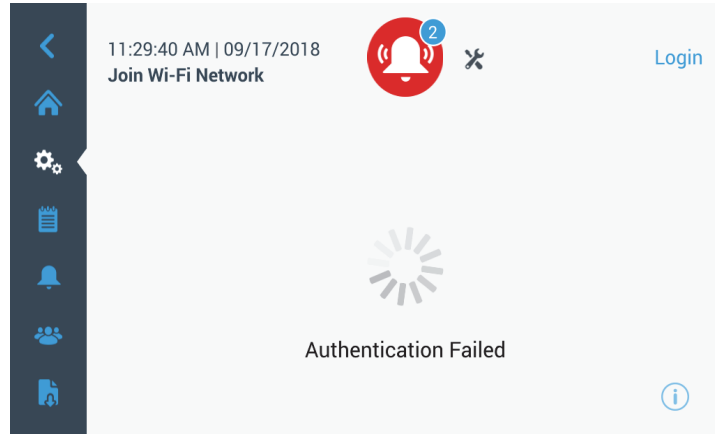 11:29:40 AM | 09/17/2018
Join Wi-Fi Network
2
Login
Authentication Failed